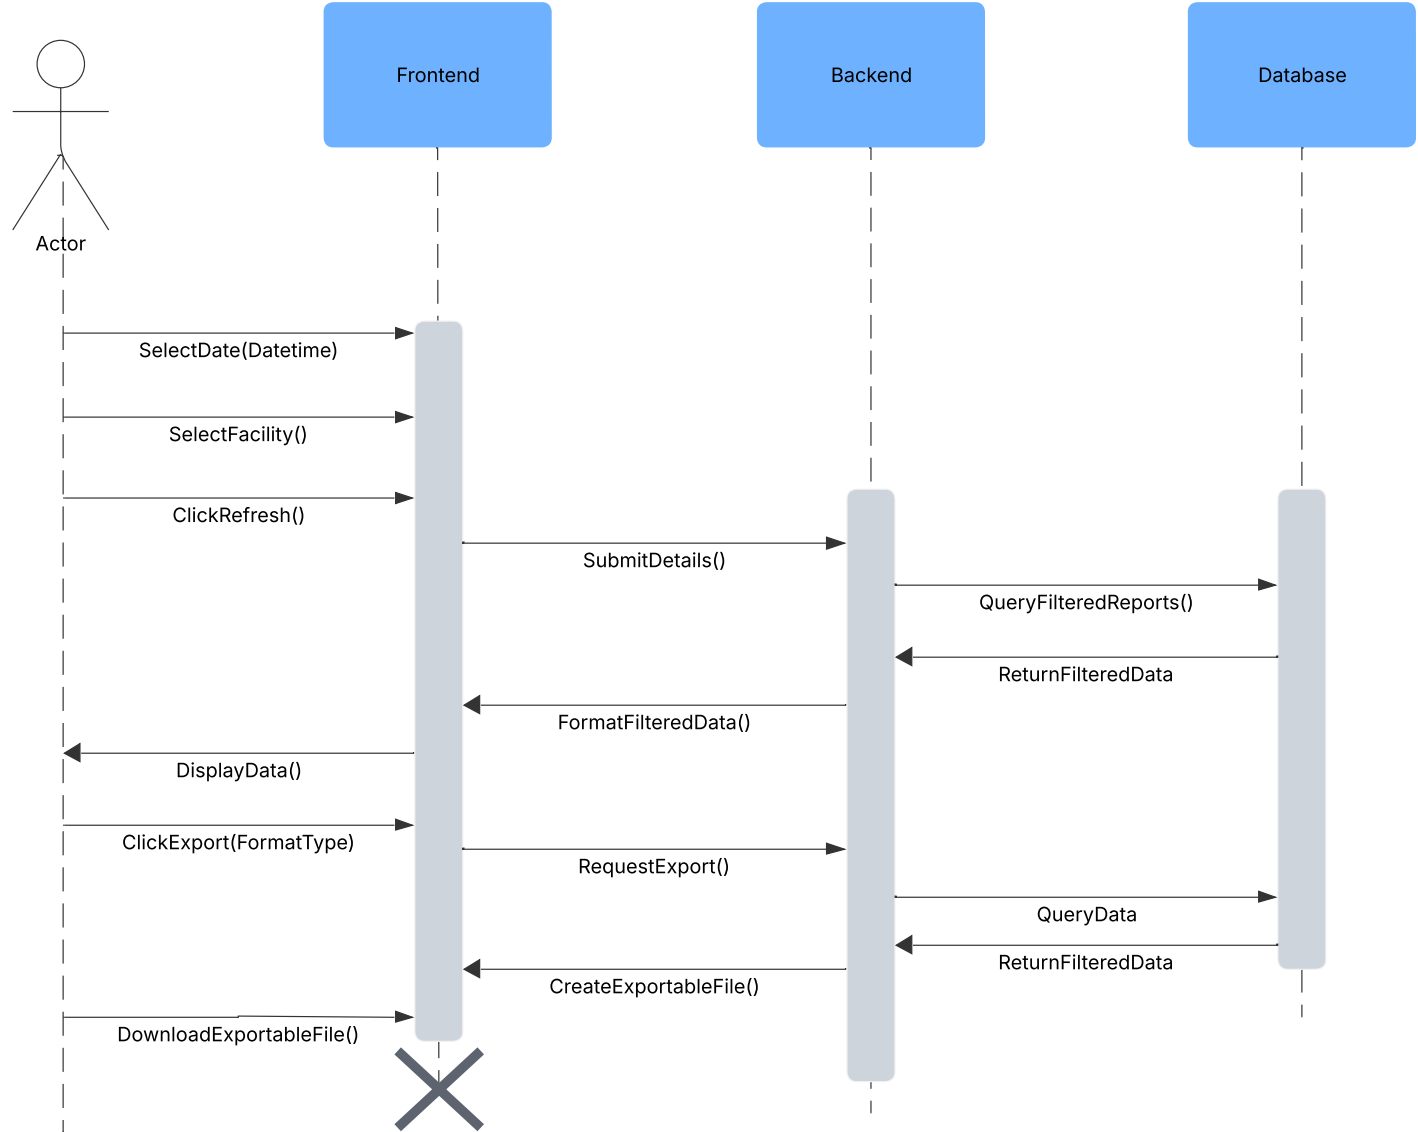 Frontend
Backend
Database
Actor
SelectDate(Datetime)
SelectFacility()
ClickRefresh()
SubmitDetails()
QueryFilteredReports()
ReturnFilteredData
FormatFilteredData()
DisplayData()
ClickExport(FormatType)
RequestExport()
QueryData
ReturnFilteredData
CreateExportableFile()
DownloadExportableFile()